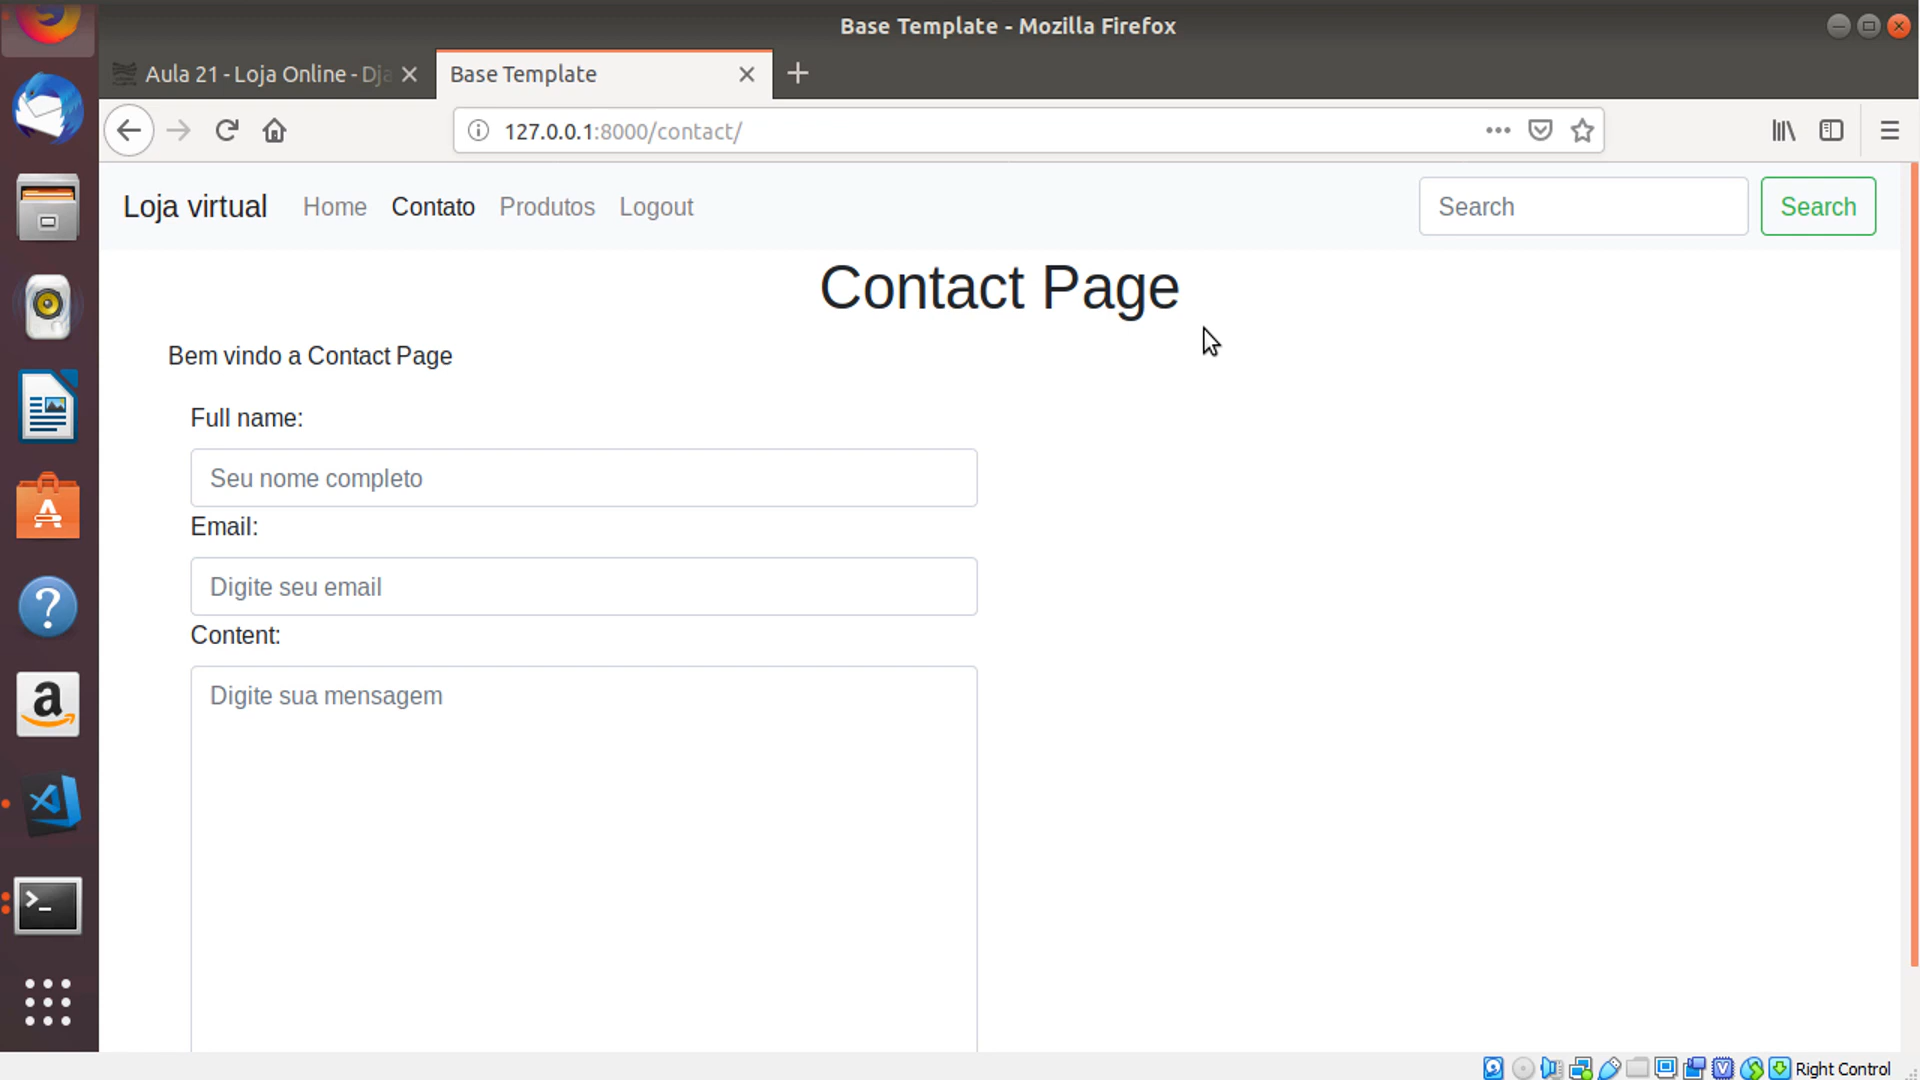 Base Template - Mozilla Firefox
Aula 21 - Loja Online - Dja
Base Template
127.0.0.1:8000/contact/
Loja virtual Home Contato Produtos Logout Search Search
Contact Page
Bem vindo a Contact Page
Full name:
Seu nome completo
Email:
Digite seu email
Content:
Digite sua mensagem
Right Control